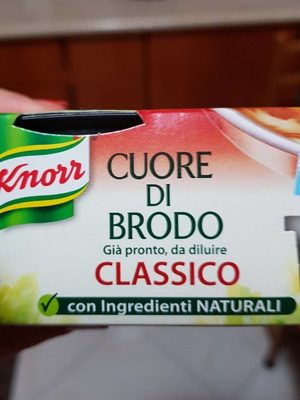 Knorr
CUORE
DI
BRODO
Già pronto, da diluire
CLASSICO
con Ingredienti NATURALI